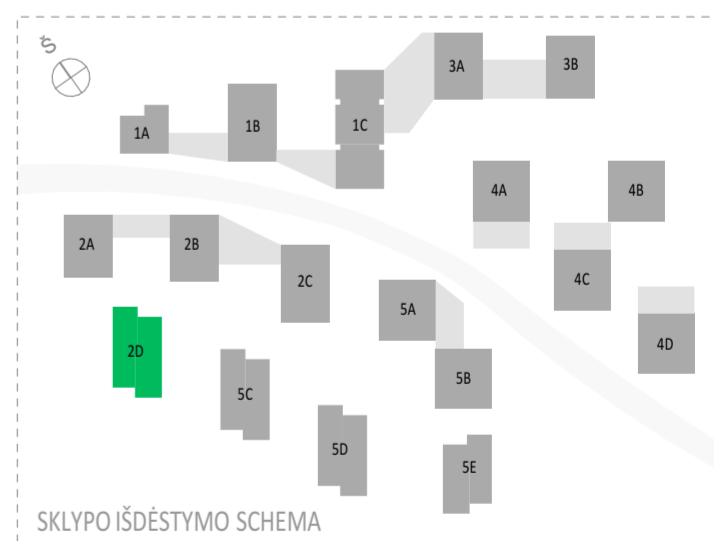 Š
3A
3B
1A
1B
1C
4A
4B
2A
2B
2C
4C
5A
2D
4D
5B
5C
5D
5E
SKLYPO IŠDĖSTYMO SCHEMA